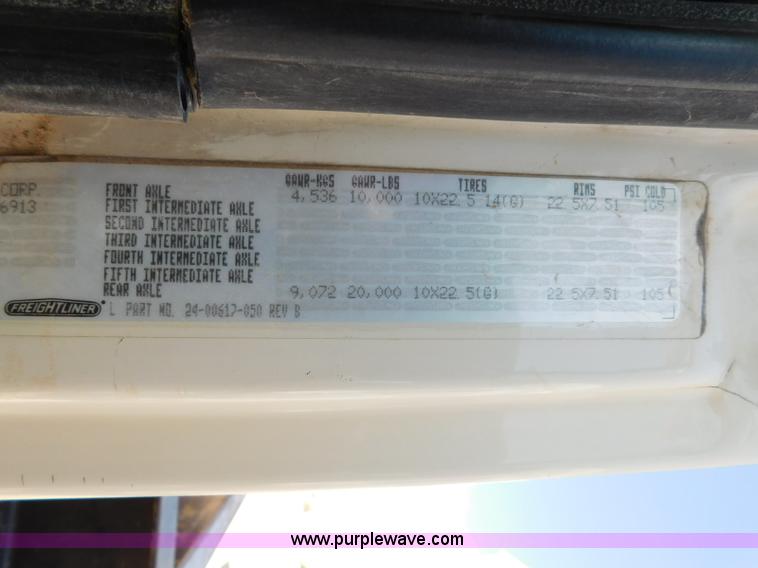 GAWR-KGS GAWR-LBS TIRES RIMS PSI COLD
CORP. FRONT AXLE 4,536 10,000 10X22.5 14(G) 22.5X7.51 105
6913 FIRST INTERMEDIATE AXLE
SECOND INTERMEDIATE AXLE
THIRD INTERMEDIATE AXLE
FOURTH INTERMEDIATE AXLE
FIFTH INTERMEDIATE AXLE
REAR AXLE 9,072 20,000 10X22.5(G) 22.5X7.51 105
FREIGHTLINER L PART NO. 24-00617-050 REV B
www.purplewave.com